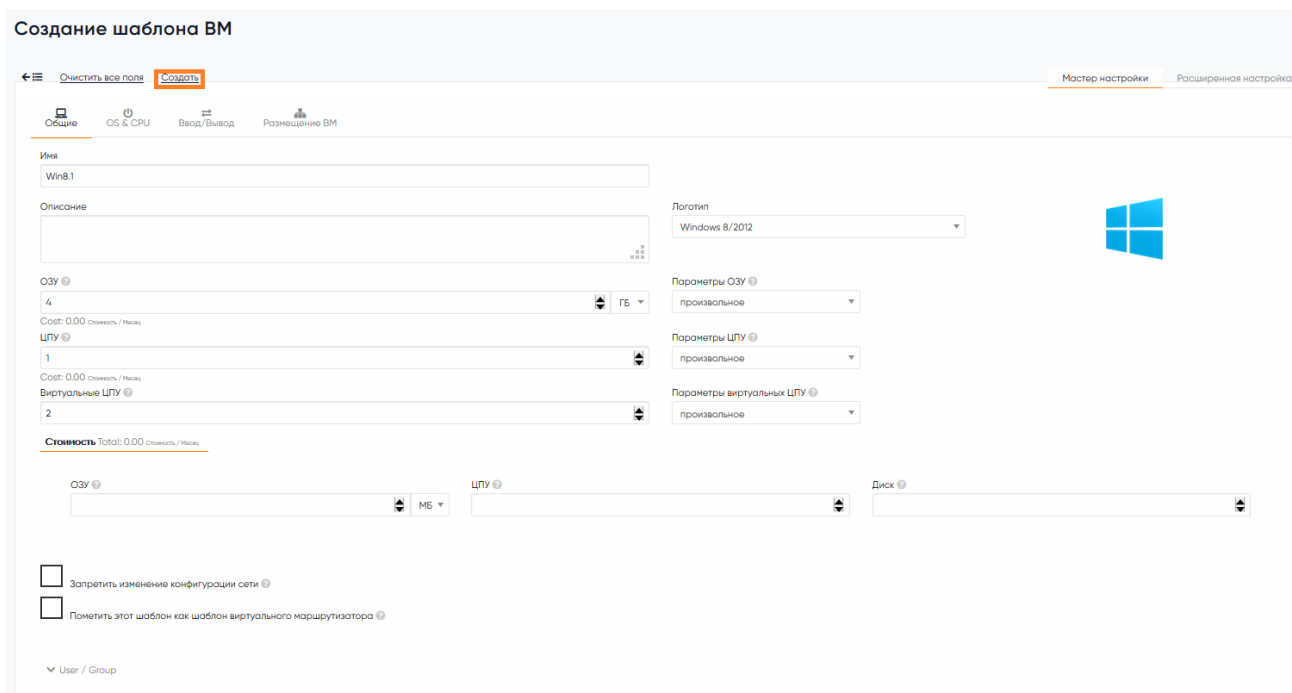 Создание шаблона ВМ
Очистить все поля Создать Мастер настройки Расширенная настройка
Общие OS & CPU Ввод/Вывод Размещение ВМ
Имя
Win8.1
Описание Логотип
Windows 8/2012
ОЗУ Параметры ОЗУ
4 ГБ произвольное
Cost: 0.00 Стоимость / Месяц
ЦПУ Параметры ЦПУ
1 произвольное
Cost: 0.00 Стоимость / Месяц
Виртуальные ЦПУ Параметры виртуальных ЦПУ
2 произвольное
Стоимость Total: 0.00 Стоимость / Месяц
ОЗУ ЦПУ Диск
МБ
Запретить изменение конфигурации сети
Пометить этот шаблон как шаблон виртуального маршрутизатора
User / Group